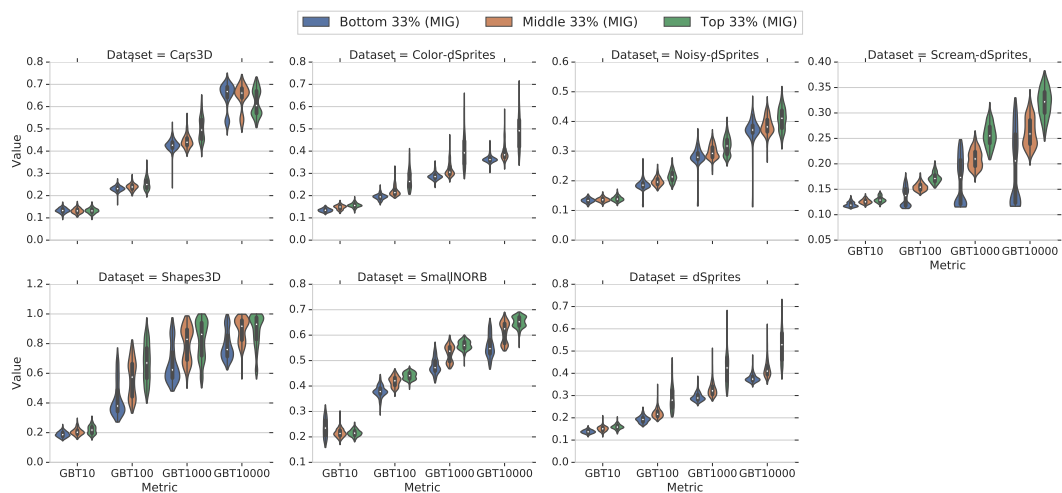 Bottom 33% (MIG) Middle 33% (MIG) Top 33% (MIG)
Dataset = Cars3D Dataset = Color-dSprites Dataset = Noisy-dSprites Dataset = Scream-dSprites
0.8 0.8 0.6 0.40
0.7 0.7 0.5 0.35
0.6 0.6 0.4 0.30
0.5 0.5 0.3 0.25
0.4 0.4 0.2 0.20
0.3 0.3 0.1 0.15
0.2 0.2 0.0 0.10
0.1 0.1 0.05
0.0 0.0
Value
GBT10 GBT100 GBT1000 GBT10000
Metric
Dataset = Shapes3D Dataset = SmallNORB Dataset = dSprites
1.2 0.8 0.8
1.0 0.7 0.7
0.8 0.6 0.6
0.6 0.5 0.5
0.4 0.4 0.4
0.2 0.3 0.3
0.0 0.2 0.2
0.1 0.1
0.0
Value
GBT10 GBT100 GBT1000 GBT10000 GBT10 GBT100 GBT1000 GBT10000 GBT10 GBT100 GBT1000 GBT10000
Metric Metric Metric